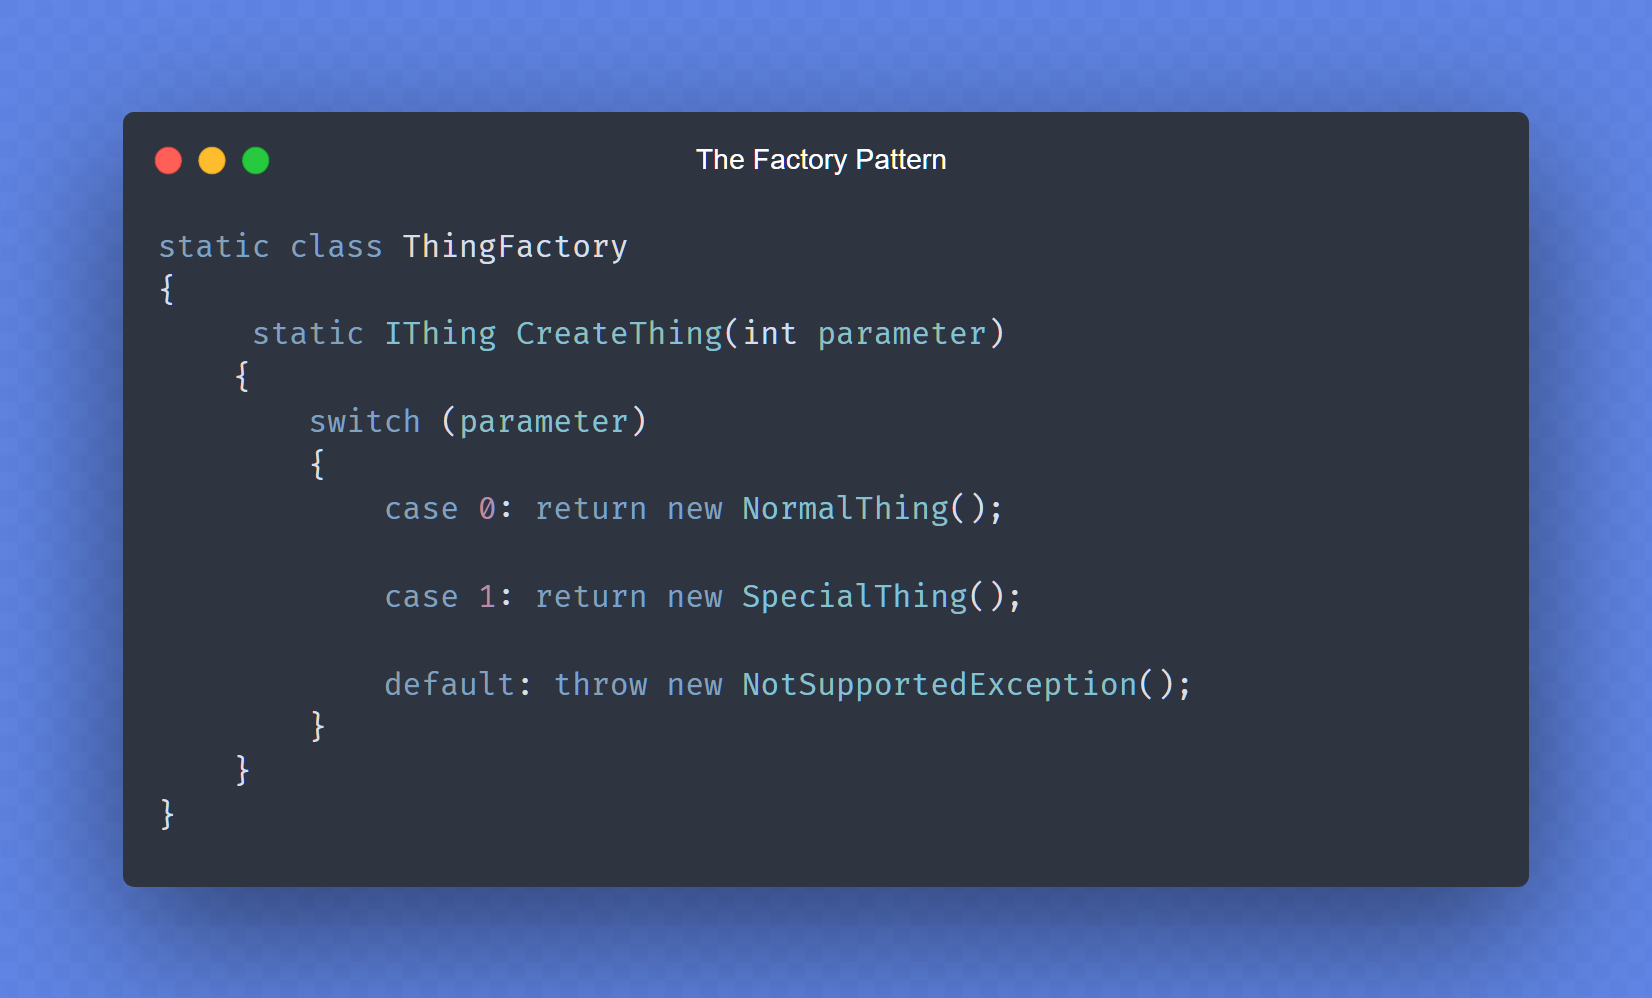 The Factory Pattern
static class ThingFactory
{
     static IThing CreateThing(int parameter)
    {
        switch (parameter)
        {
            case 0: return new NormalThing();
            case 1: return new SpecialThing();
            default: throw new NotSupportedException();
        }
    }
}